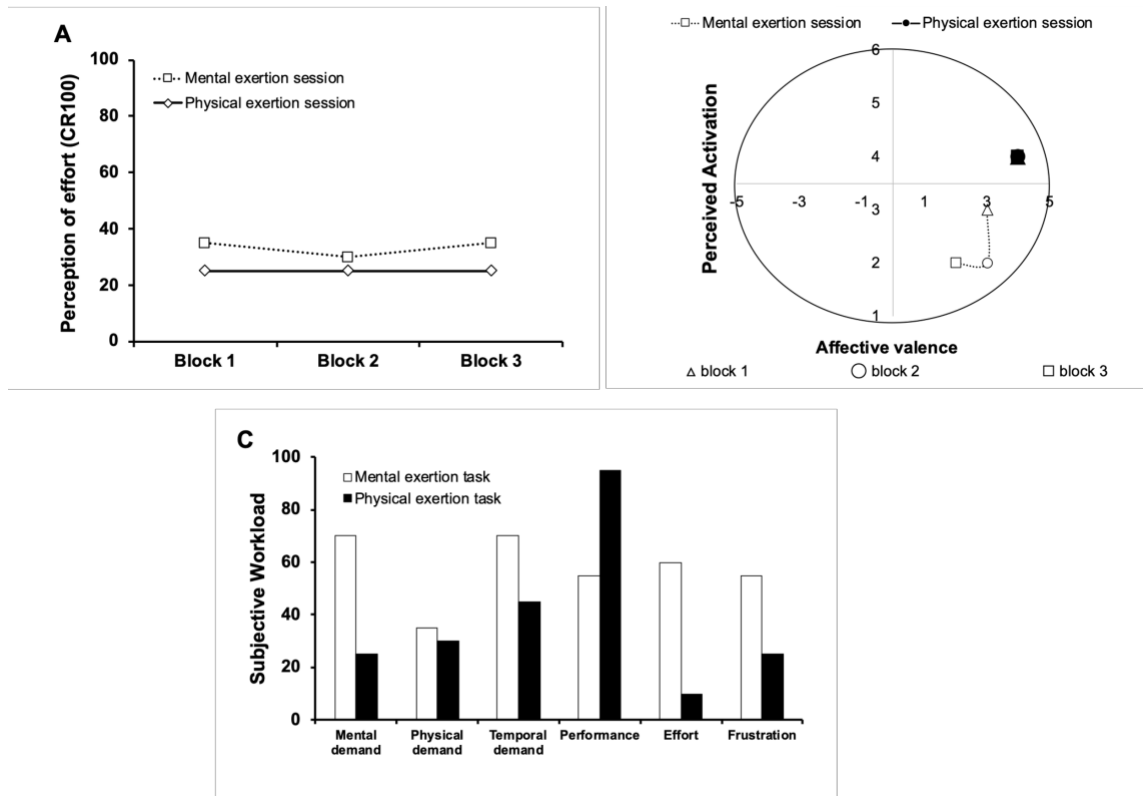 A
Perception of effort (CR100)
100
80
60
40
20
0
Mental exertion session
Physical exertion session
Block 1 Block 2 Block 3
Mental exertion session Physical exertion session
Perceived Activation
6
5
4
3
2
1
-5 -3 -1 1 3 5
Affective valence
block 1 block 2 block 3
C
Subjective Workload
100
80
60
40
20
0
Mental exertion task
Physical exertion task
Mental demand
Physical demand
Temporal demand
Performance
Effort
Frustration